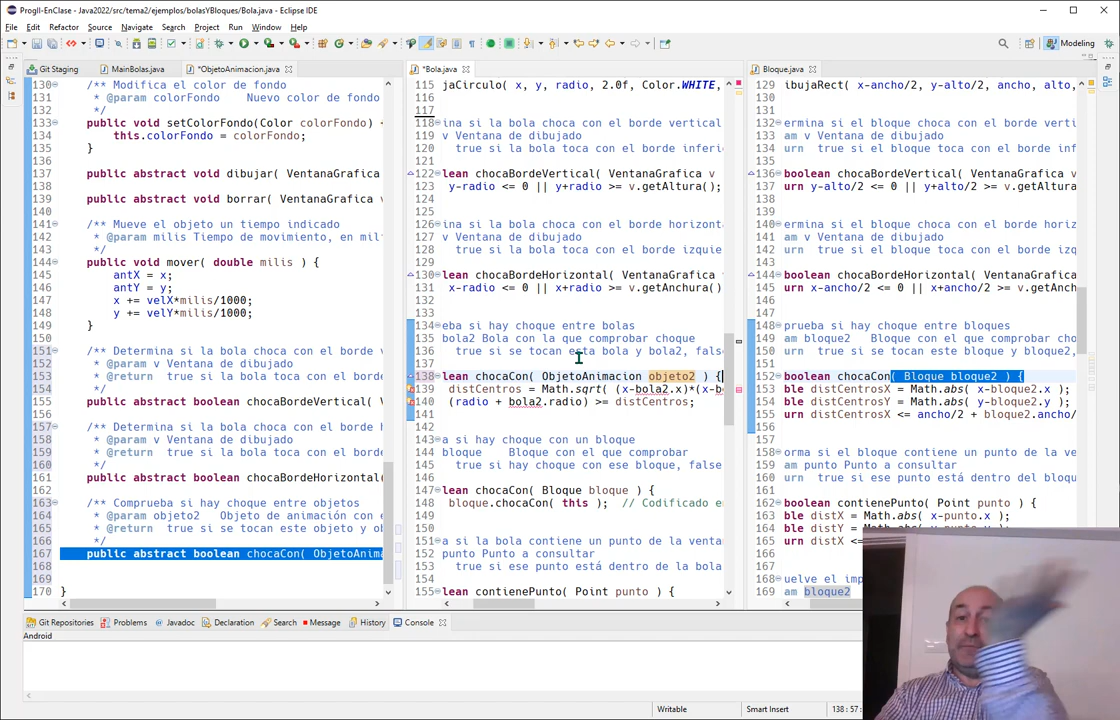 ProgII-EnClase - Java2022/src/tema2/ejemplos/bolasYBloques/Bola.java - Eclipse IDE
File Edit Source Refactor Source Navigate Search Project Run Window Help
Modeling
Git Staging MainBolas.java *ObjetoAnimacion.java
130 /** Modifica el color de fondo
131 * @param colorFondo Nuevo color de fondo
132 */
133 public void setColorFondo(Color colorFondo) {
134 this.colorFondo = colorFondo;
135 }
136
137 public abstract void dibujar( VentanaGrafica
138
139 public abstract void borrar( VentanaGrafica
140
141 /** Mueve el objeto un tiempo indicado
142 * @param milis Tiempo de movimiento, en mil
143 */
144 public void mover( double milis ) {
145 antX = x;
146 antY = y;
147 x += velX*milis/1000;
148 y += velY*milis/1000;
149 }
150
151 /** Determina si la bola choca con el borde v
152 * @param v Ventana de dibujado
153 * @return true si la bola toca con el borde
154 */
155 public abstract boolean chocaBordeVertical( V
156
157 /** Determina si la bola choca con el borde h
158 * @param v Ventana de dibujado
159 * @return true si la bola toca con el borde
160 */
161 public abstract boolean chocaBordeHorizontal(
162
163 /** Comprueba si hay choque entre objetos
164 * @param objeto2 Objeto de animación con e
165 * @return true si se tocan este objeto y ob
166 */
167 public abstract boolean chocaCon( ObjetoAnima
168
169
170 }
*Bola.java
115 jaCirculo( x, y, radio, 2.0f, Color.WHITE,
116
117
118 ina si la bola choca con el borde vertical
119 v Ventana de dibujado
120 true si la bola toca con el borde inferi
121
122 lean chocaBordeVertical( VentanaGrafica v
123 y-radio <= 0 || y+radio >= v.getAltura();
124
125
126 ina si la bola choca con el borde horizont
127 v Ventana de dibujado
128 true si la bola toca con el borde izquie
129
130 lean chocaBordeHorizontal( VentanaGrafica
131 x-radio <= 0 || x+radio >= v.getAnchura()
132
133
134 eba si hay choque entre bolas
135 bola2 Bola con la que comprobar choque
136 true si se tocan esta bola y bola2, fals
137
138 lean chocaCon( ObjetoAnimacion objeto2 ) {
139 distCentros = Math.sqrt( (x-bola2.x)*(x-b
140 (radio + bola2.radio) >= distCentros;
141
142
143 a si hay choque con un bloque
144 bloque Bloque con el que comprobar
145 true si hay choque con ese bloque, false
146
147 lean chocaCon( Bloque bloque ) {
148 bloque.chocaCon( this ); // Codificado e
149
150
151 a si la bola contiene un punto de la venta
152 punto Punto a consultar
153 true si ese punto está dentro de la bola
154
155 lean contienePunto( Point punto ) {
Bloque.java
129 ibujaRect( x-ancho/2, y-alto/2, ancho, alto,
130
131
132 ermina si el bloque choca con el borde verti
133 am v Ventana de dibujado
134 urn true si el bloque toca con el borde inf
135
136 boolean chocaBordeVertical( VentanaGrafica v
137 urn y-alto/2 <= 0 || y+alto/2 >= v.getAltura
138
139
140 ermina si el bloque choca con el borde horiz
141 am v Ventana de dibujado
142 urn true si el bloque toca con el borde izq
143
144 boolean chocaBordeHorizontal( VentanaGrafica
145 urn x-ancho/2 <= 0 || x+ancho/2 >= v.getAnch
146
147
148 prueba si hay choque entre bloques
149 am bloque2 Bloque con el que comprobar cho
150 urn true si se tocan este bloque y bloque2,
151
152 boolean chocaCon( Bloque bloque2 ) {
153 ble distCentrosX = Math.abs( x-bloque2.x );
154 ble distCentrosY = Math.abs( y-bloque2.y );
155 urn distCentrosX <= ancho/2 + bloque2.ancho/
156
157
158 orma si el bloque contiene un punto de la ve
159 am punto Punto a consultar
160 urn true si ese punto está dentro del bloqu
161
162 boolean contienePunto( Point punto ) {
163 ble distX = Math.abs( x-punto.x );
164
165 urn distX <=
166
167
168 uelve el imp
169 am bloque2
Git Repositories Problems Javadoc Declaration Search Message History Console
Android
Writable Smart Insert 138 : 57